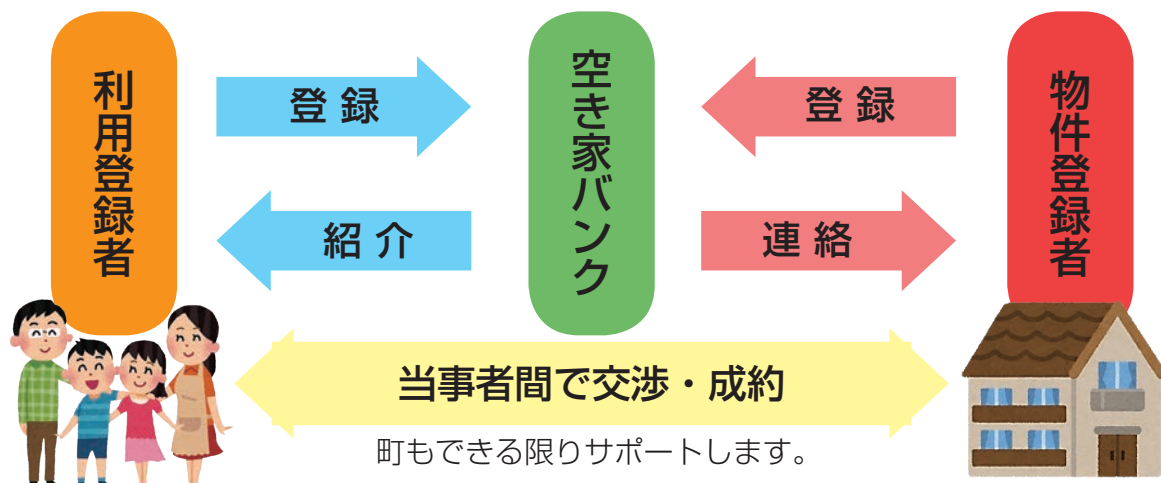 利用登録者
登録
空き家バンク
登録
物件登録者
紹介
連絡
当事者間で交渉・成約
町もできる限りサポートします。